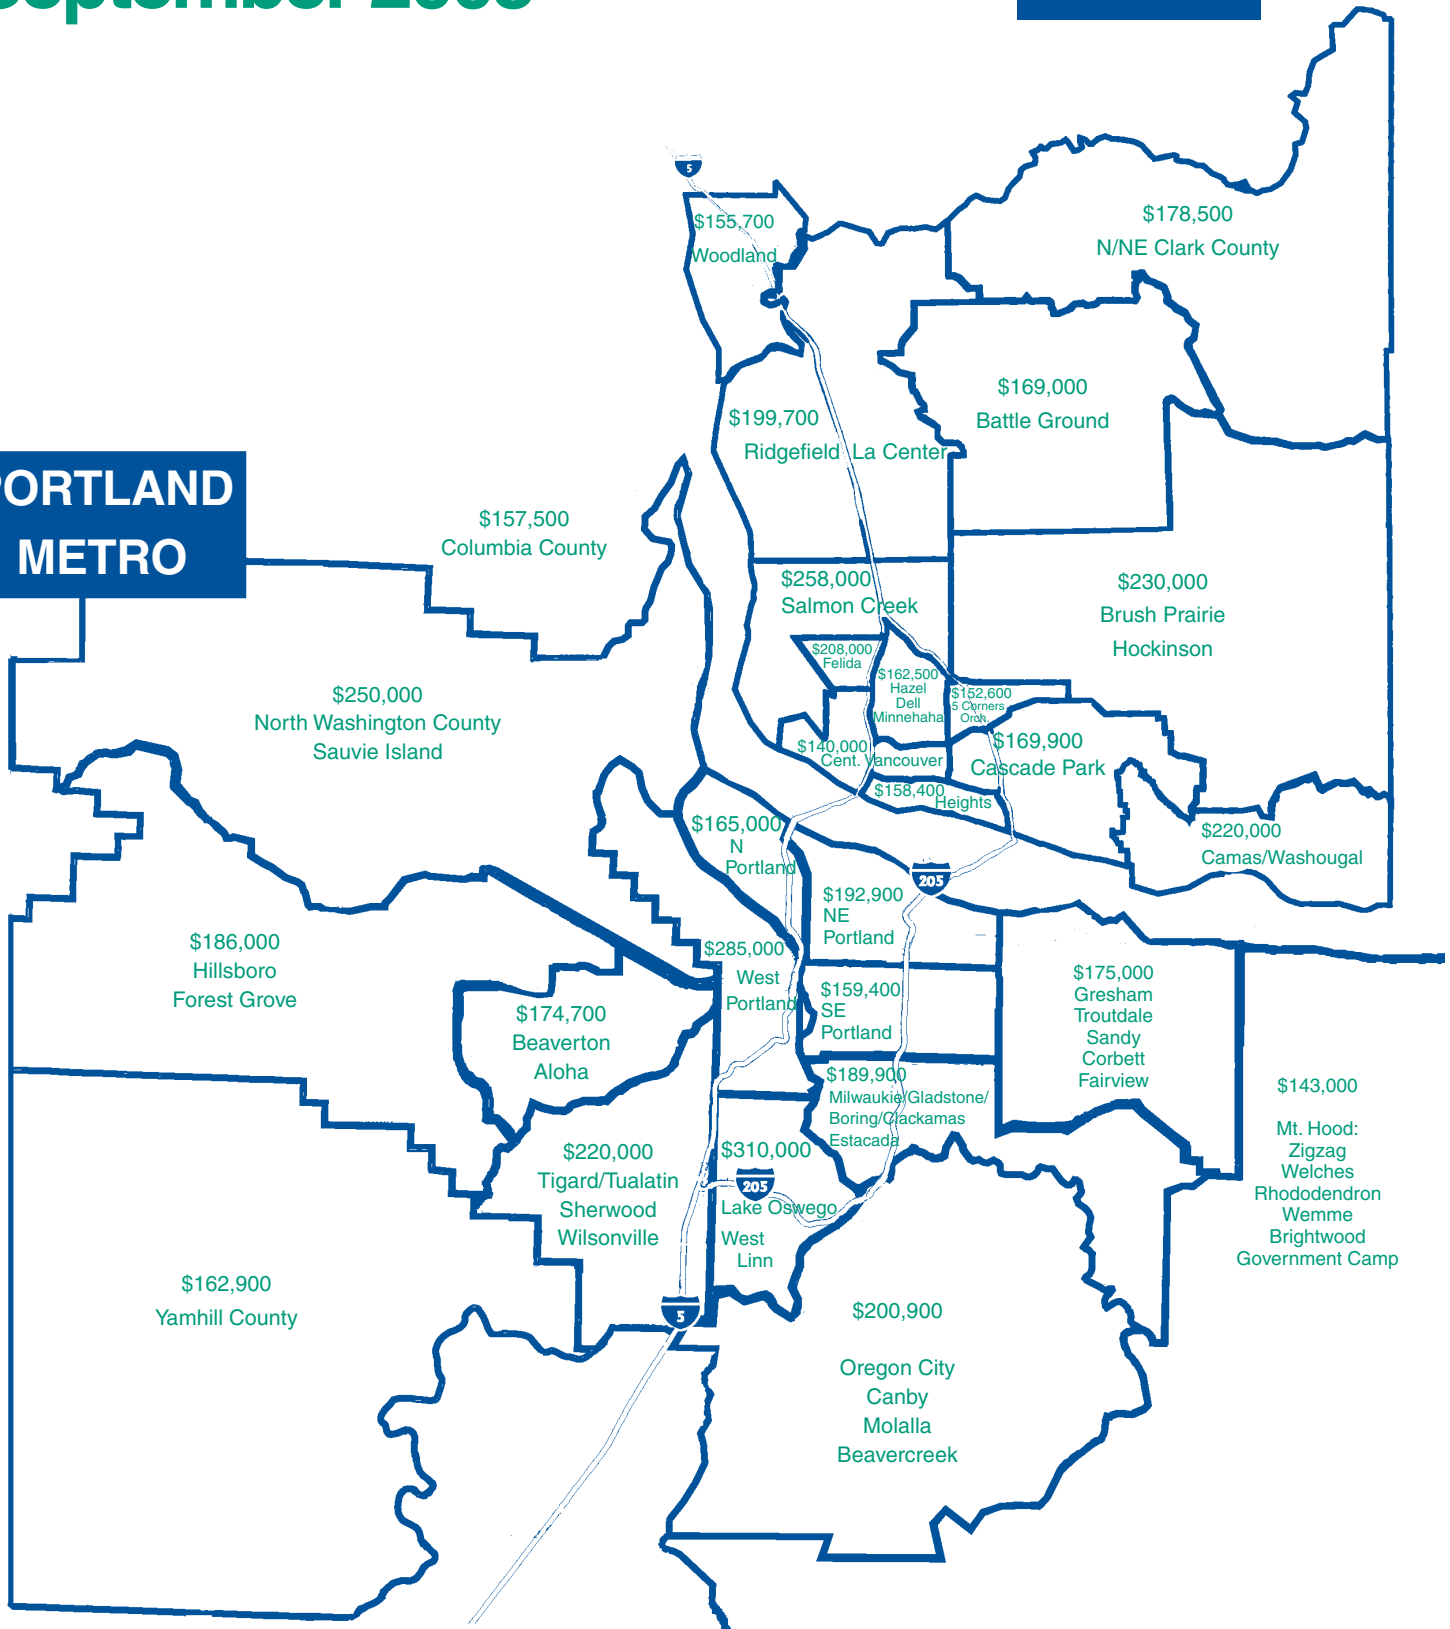 5
$155,700
Woodland
$178,500
N/NE Clark County
$169,000
Battle Ground
$199,700
Ridgefield La Center
PORTLAND
METRO
$157,500
Columbia County
$258,000
Salmon Creek
$230,000
Brush Prairie
Hockinson
$208,000
Felida
$162,500
Hazel
Dell
Minnehaha
$152,600
5 Corners
Orch.
$250,000
North Washington County
Sauvie Island
$140,000
Cent. Vancouver
$169,900
Cascade Park
$158,400
Heights
$220,000
Camas/Washougal
$165,000
N
Portland
205
$192,900
NE
Portland
$186,000
Hillsboro
Forest Grove
$285,000
West
Portland
$159,400
SE
Portland
$175,000
Gresham
Troutdale
Sandy
Corbett
Fairview
$174,700
Beaverton
Aloha
$189,900
Milwaukie/Gladstone/
Boring/Clackamas
Estacada
$143,000
Mt. Hood:
Zigzag
Welches
Rhododendron
Wemme
Brightwood
Government Camp
$220,000
Tigard/Tualatin
Sherwood
Wilsonville
$310,000
205
Lake Oswego
West
Linn
$162,900
Yamhill County
5
$200,900
Oregon City
Canby
Molalla
Beavercreek